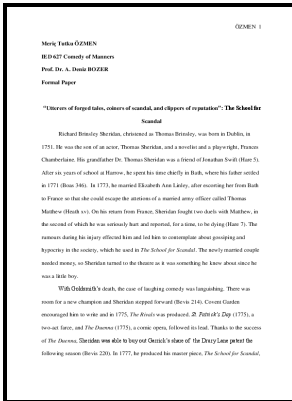 ÖZMEN 1
Meriç Tutku ÖZMEN
IED 627 Comedy of Manners
Prof. Dr. A. Deniz BOZER
Formal Paper
"Utterers of forged tales, coiners of scandal, and clippers of reputation": The School for
Scandal
Richard Brinsley Sheridan, christened as Thomas Brinsley, was born in Dublin, in
1751. He was the son of an actor, Thomas Sheridan, and a novelist and a playwright, Frances
Chamberlaine. His grandfather Dr. Thomas Sheridan was a friend of Jonathan Swift (Hare 5).
After six years of school at Harrow, he spent his time chiefly in Bath, where his father settled
in 1771 (Boas 346). In 1773, he married Elizabeth Ann Linley, after escorting her from Bath
to France so that she could escape the attentions of a married army officer called Thomas
Matthew (Heath xv). On his return from France, Sheridan fought two duels with Matthew, in
the second of which he was seriously hurt and reported, for a time, to be dying (Hare 7). The
rumours during his injury effected him and led him to contemplate about gossiping and
hypocrisy in the society, which he used in The School for Scandal. The newly married couple
needed money, so Sheridan turned to the theatre as it was something he knew about since he
was a little boy.
With Goldsmith's death, the case of laughing comedy was languishing. There was
room for a new champion and Sheridan stepped forward (Bevis 214). Covent Garden
encouraged him to write and in 1775, The Rivals was produced. St. Patrick's Day (1775), a
two-act farce, and The Duenna (1775), a comic opera, followed its lead. Thanks to the success
of The Duenna, Sheridan was able to buy out Garrick's share of the Drury Lane patent the
following season (Bevis 220). In 1777, he produced his master piece, The School for Scandal,